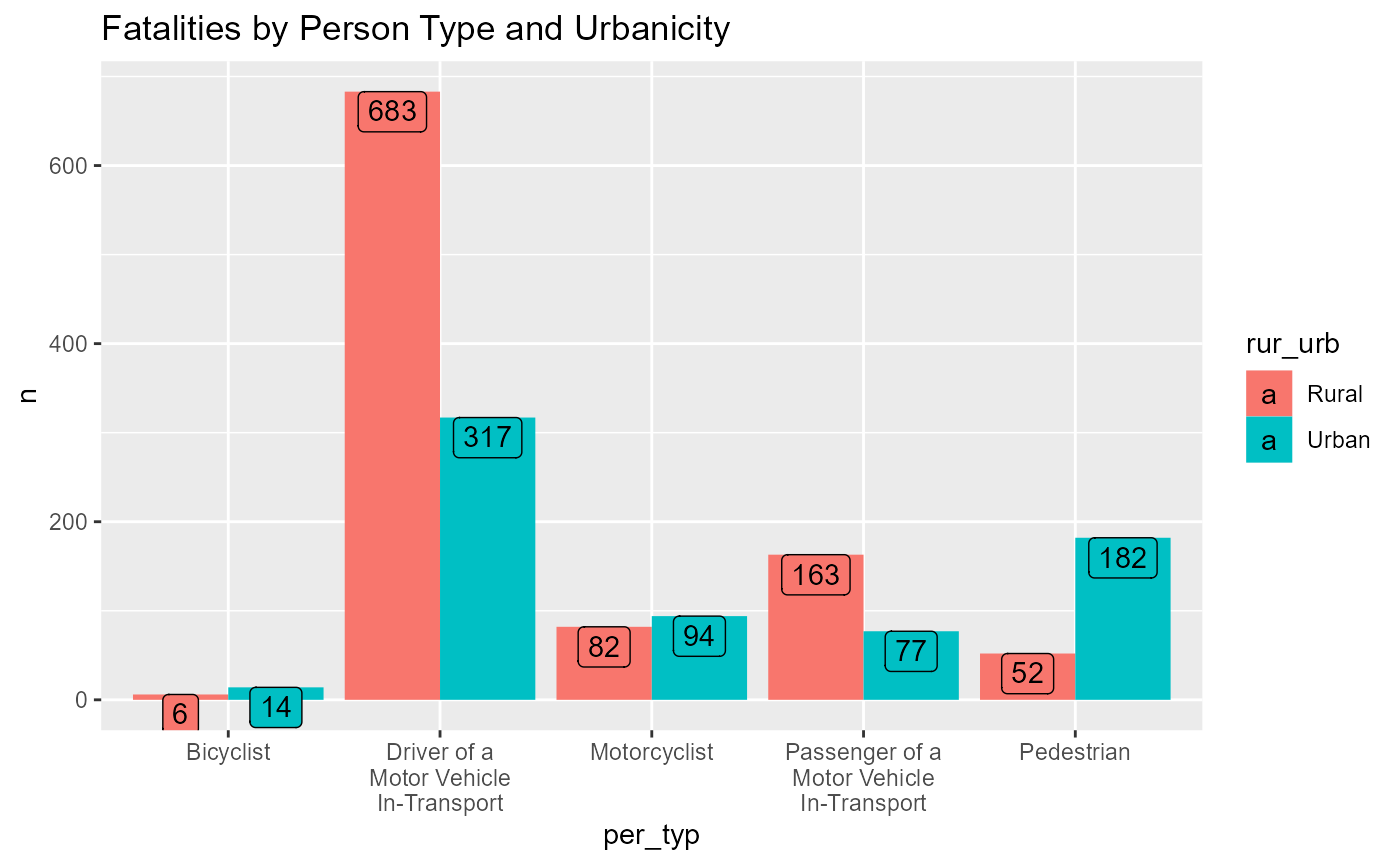 Fatalities by Person Type and Urbanicity
n
600
400
200
0
683
317
82
94
163
77
52
182
6
14
Bicyclist
Driver of a
Motor Vehicle
In-Transport
Motorcyclist
Passenger of a
Motor Vehicle
In-Transport
Pedestrian
per_typ
rur_urb
a Rural
a Urban